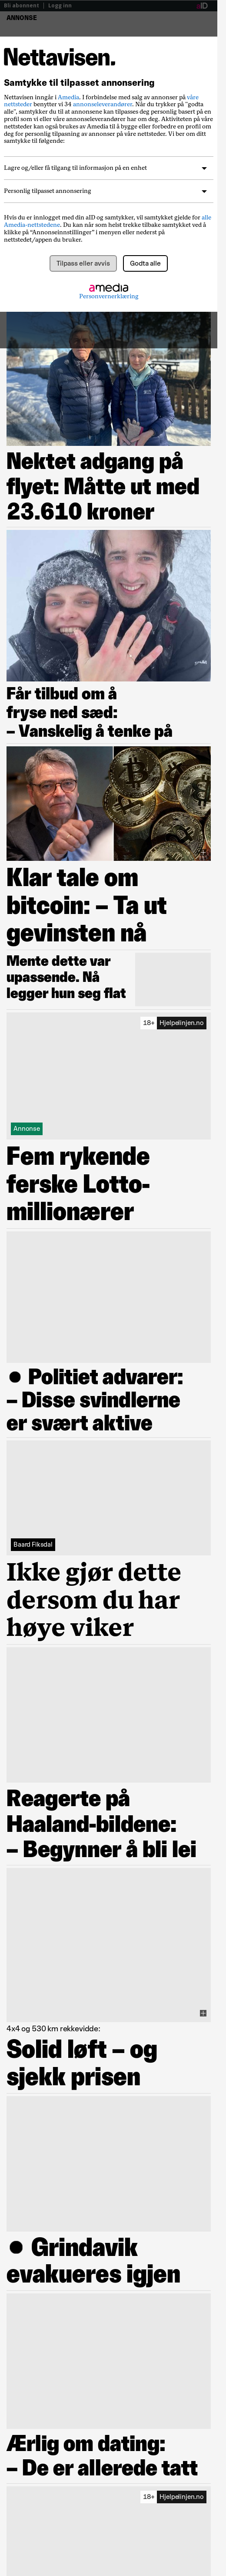 Bli abonnent | Logg inn
aID
ANNONSE
Nettavisen.
Samtykke til tilpasset annonsering
Nettavisen inngår i Amedia. I forbindelse med salg av annonser på våre
nettsteder benytter vi 34 annonseleverandører. Når du trykker på "godta
alle", samtykker du til at annonsene kan tilpasses deg personlig basert på en
profil som vi eller annonseleverandørene har om deg. Aktiviteten din på våre
nettsteder kan også brukes av Amedia til å bygge eller forbedre en profil om
deg for personlig tilpasning av annonser på våre nettsteder. Vi ber om ditt
samtykke til følgende:
Lagre og/eller få tilgang til informasjon på en enhet
Personlig tilpasset annonsering
Hvis du er innlogget med din aID og samtykker, vil samtykket gjelde for alle
Amedia-nettstedene. Du kan når som helst trekke tilbake samtykket ved å
klikke på “Annonseinnstillinger” i menyen eller nederst på
nettstedet/appen du bruker.
Tilpass eller avvis
Godta alle
amedia
Personvernerklæring
Nektet adgang på
flyet: Måtte ut med
23.610 kroner
Får tilbud om å
fryse ned sæd:
– Vanskelig å tenke på
Klar tale om
bitcoin: – Ta ut
gevinsten nå
Mente dette var
upassende. Nå
legger hun seg flat
18+ Hjelpelinjen.no
Annonse
Fem rykende
ferske Lotto-
millionærer
● Politiet advarer:
– Disse svindlerne
er svært aktive
Baard Fiksdal
Ikke gjør dette
dersom du har
høye viker
Reagerte på
Haaland-bildene:
– Begynner å bli lei
4x4 og 530 km rekkevidde:
Solid løft – og
sjekk prisen
● Grindavik
evakueres igjen
Ærlig om dating:
– De er allerede tatt
18+ Hjelpelinjen.no